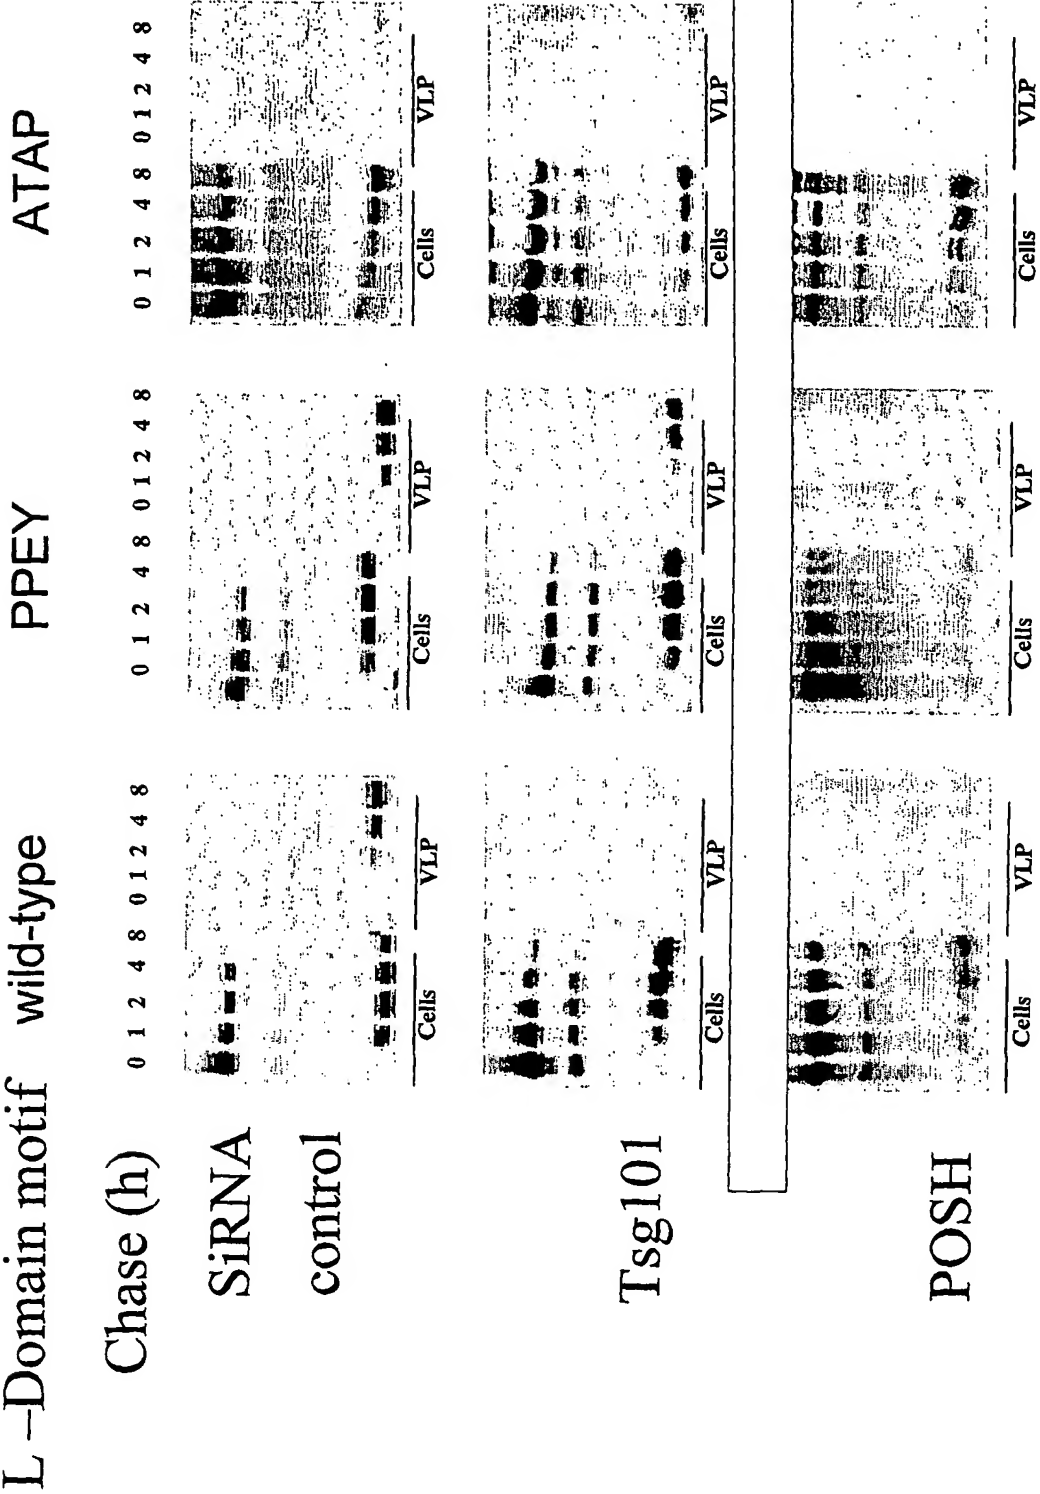 L –Domain motif wild-type PPEY ATAP
Chase (h) 0 1 2 4 8 0 1 2 4 8 0 1 2 4 8 0 1 2 4 8 0 1 2 4 8 0 1 2 4 8
SiRNA
control
Cells VLP Cells VLP Cells VLP
Tsg101
Cells VLP Cells VLP Cells VLP
POSH
Cells VLP Cells VLP Cells VLP